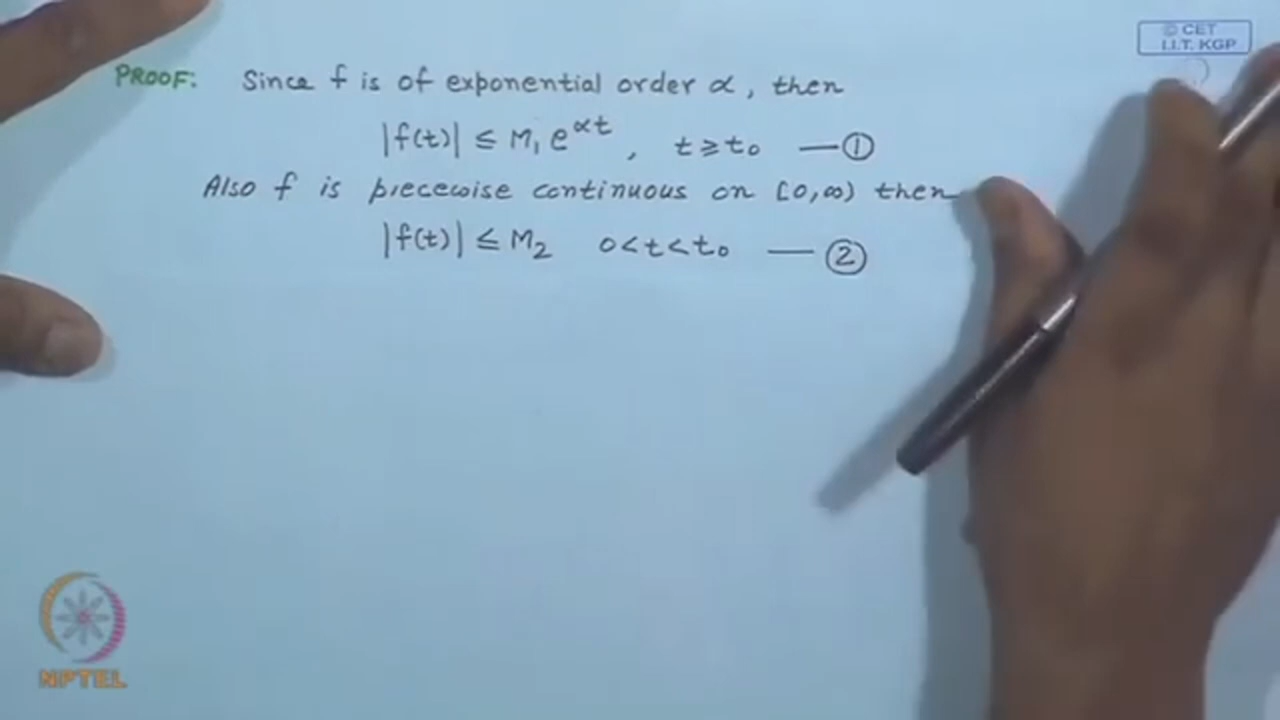 © CET
I.I.T. KGP
PROOF: Since f is of exponential order α, then
|f(t)| ≤ M₁ e^{αt}, t ≥ t₀ —①
Also f is piecewise continuous on [0,∞) then
|f(t)| ≤ M₂ 0<t<t₀ — ②
NPTEL